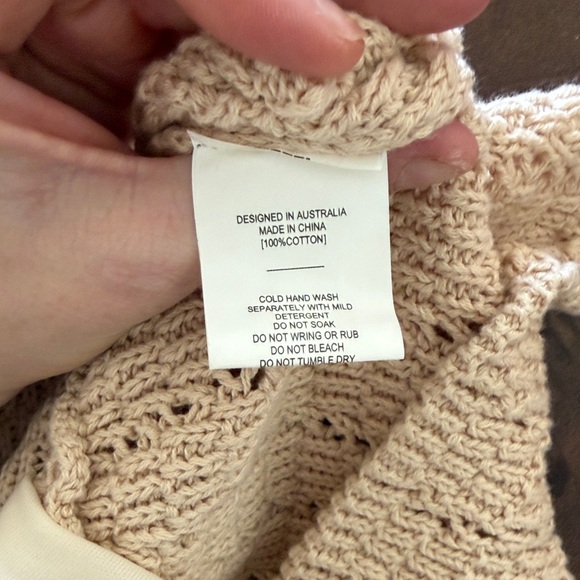 DESIGNED IN AUSTRALIA
MADE IN CHINA
[100%COTTON]
COLD HAND WASH
SEPARATELY WITH MILD
DETERGENT
DO NOT SOAK
DO NOT WRING OR RUB
DO NOT BLEACH
DO NOT TUMBLE DRY